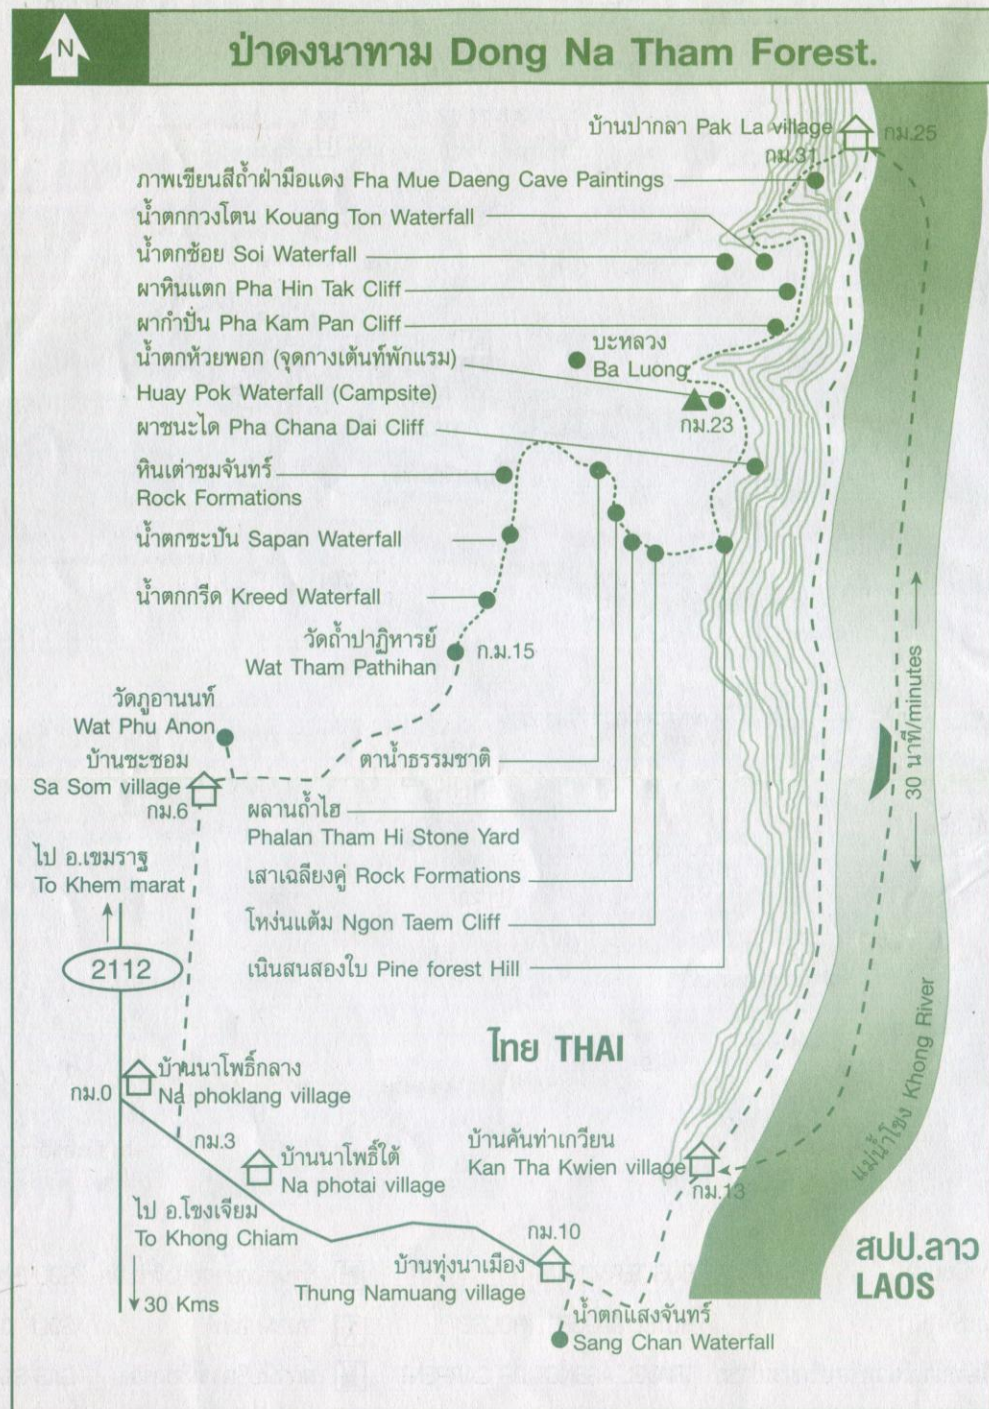 N
ป่าดงนาทาม Dong Na Tham Forest.
บ้านปากลา Pak La village
กม.25
กม.31
ภาพเขียนสีถ้ำฝ่ามือแดง Fha Mue Daeng Cave Paintings
น้ำตกกวงโตน Kouang Ton Waterfall
น้ำตกซ้อย Soi Waterfall
ผาหินแตก Pha Hin Tak Cliff
ผากำปั่น Pha Kam Pan Cliff
บะหลวง
Ba Luong
น้ำตกห้วยพอก (จุดกางเต้นท์พักแรม)
Huay Pok Waterfall (Campsite)
กม.23
ผาชนะได Pha Chana Dai Cliff
หินเต่าชมจันทร์
Rock Formations
น้ำตกซะปัน Sapan Waterfall
น้ำตกกรีด Kreed Waterfall
วัดถ้ำปาฏิหารย์
Wat Tham Pathihan
ก.ม.15
วัดภูอานนท์
Wat Phu Anon
บ้านซะซอม
Sa Som village
กม.6
ตาน้ำธรรมชาติ
30 นาที/minutes
ผลานถ้ำไฮ
Phalan Tham Hi Stone Yard
ไป อ.เขมราฐ
To Khem marat
เสาเฉลียงคู่ Rock Formations
โหง่นแต้ม Ngon Taem Cliff
2112
เนินสนสองใบ Pine forest Hill
ไทย THAI
แม่น้ำโขง Khong River
บ้านนาโพธิ์กลาง
Na phoklang village
กม.0
กม.3
บ้านนาโพธิ์ใต้
Na photai village
บ้านคันท่าเกวียน
Kan Tha Kwien village
กม.13
ไป อ.โขงเจียม
To Khong Chiam
30 Kms
กม.10
บ้านทุ่งนาเมือง
Thung Namuang village
สปป.ลาว
LAOS
น้ำตกแสงจันทร์
Sang Chan Waterfall